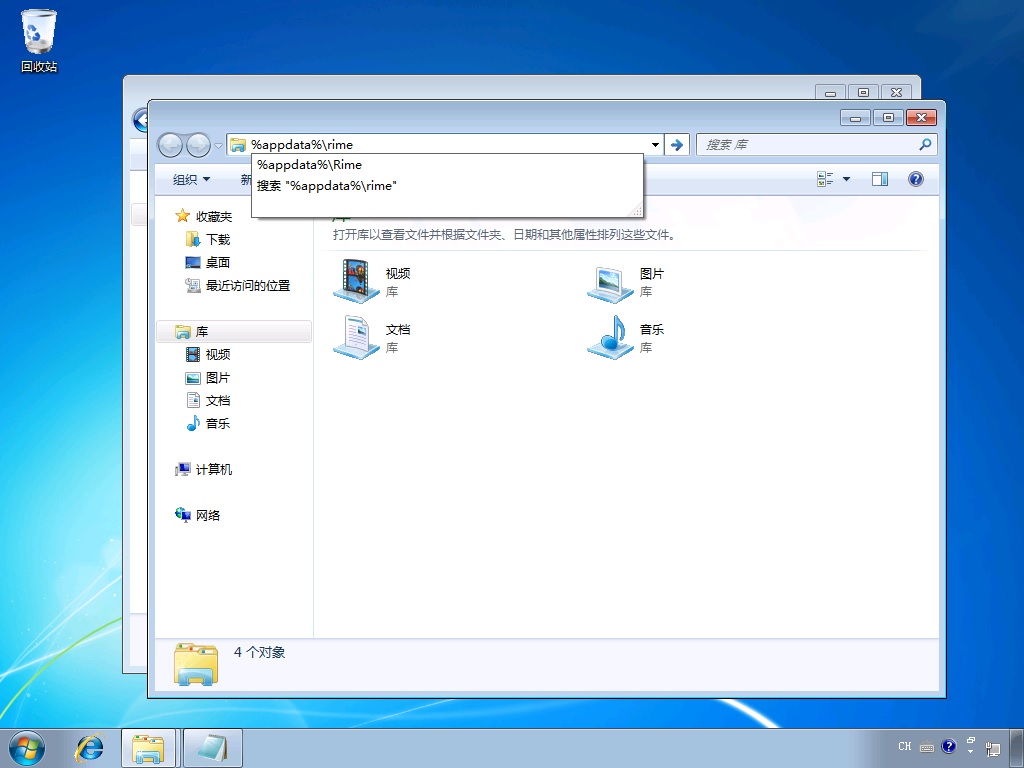 回收站
%appdata%\rime
搜索 库
%appdata%\Rime
搜索 "%appdata%\rime"
组织
打开库以查看文件并根据文件夹、日期和其他属性排列这些文件。
收藏夹
下载
桌面
最近访问的位置
库
视频
图片
文档
音乐
计算机
网络
视频
库
图片
库
文档
库
音乐
库
4 个对象
CH